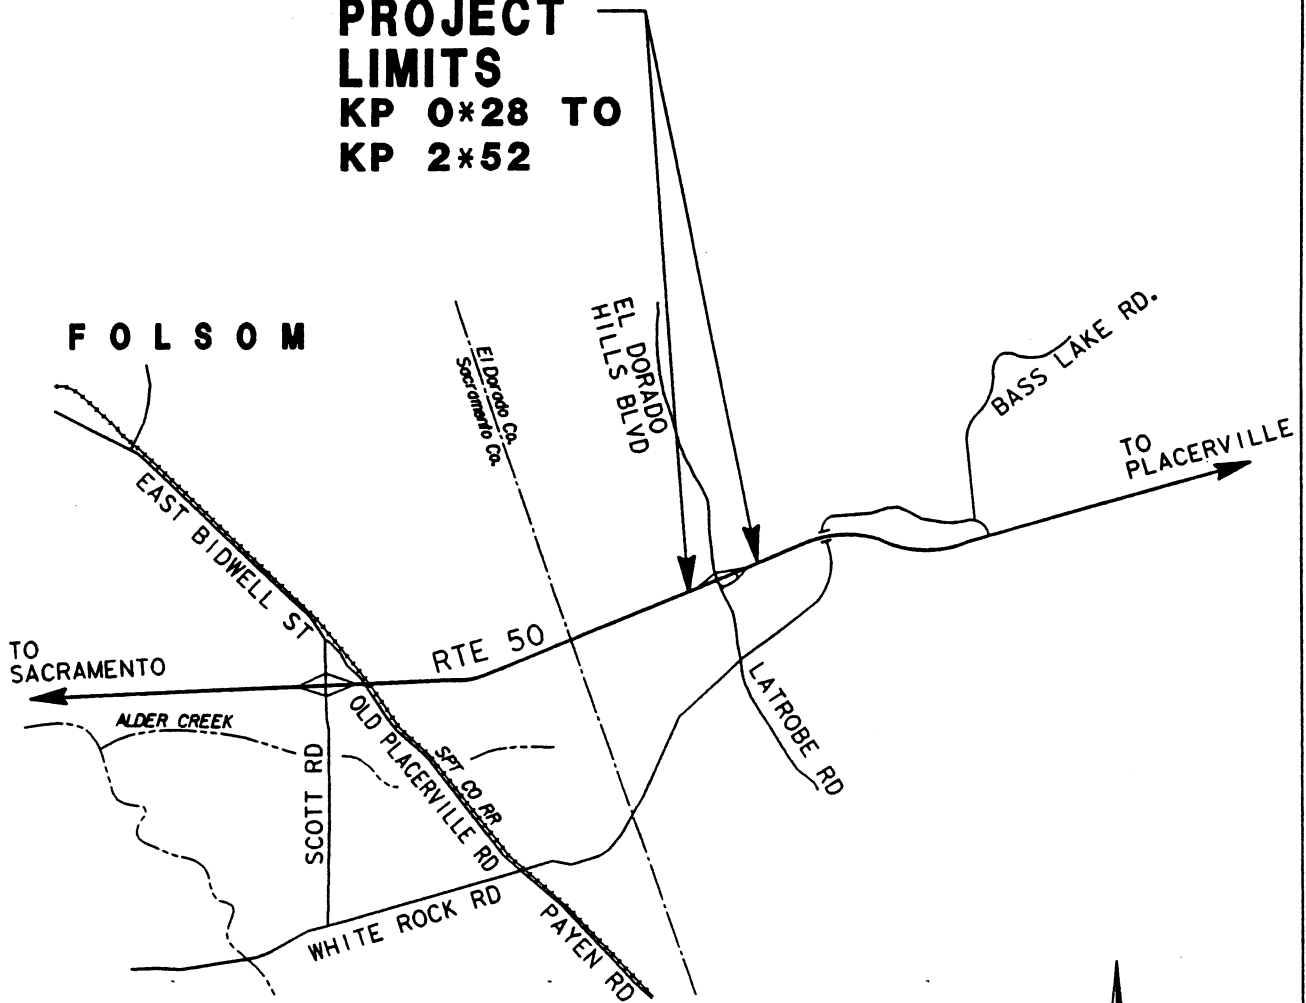 PROJECT
LIMITS
KP 0*28 TO
KP 2*52
FOLSOM
EL DORADO
HILLS BLVD
El Dorado Co.
Sacramento Co.
BASS LAKE RD.
TO
PLACERVILLE
EAST BIDWELL ST
RTE 50
TO
SACRAMENTO
ALDER CREEK
OLD PLACERVILLE RD
SPT CO RR
LATROBE RD
SCOTT RD
WHITE ROCK RD
PAYEN RD